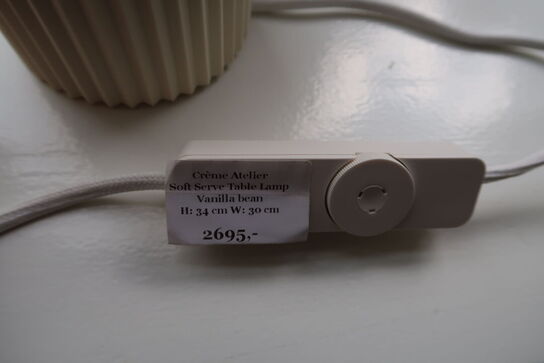 Crème Atelier
Soft Serve Table Lamp
Vanilla bean
H: 34 cm W: 30 cm
2695,-